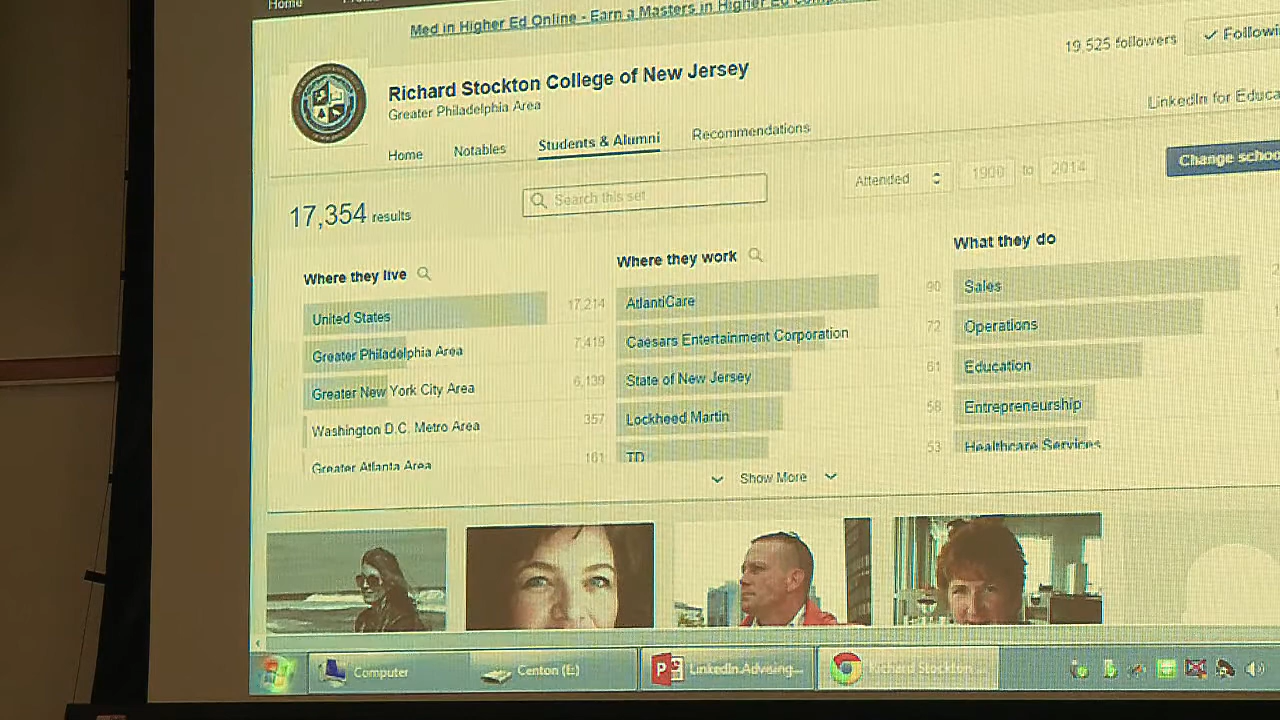 Home
Med in Higher Ed Online - Earn a Masters in Higher Ed
19,525 followers
Richard Stockton College of New Jersey
Greater Philadelphia Area
LinkedIn for
Home Notables Students & Alumni Recommendations
Change
17,354 results
Search this set
Attended 1900 to 2014
Where they live
United States 17,214
Greater Philadelphia Area 7,419
Greater New York City Area 6,139
Washington D.C. Metro Area 357
Greater Atlanta Area 161
Where they work
AtlantiCare 90
Caesars Entertainment Corporation 72
State of New Jersey 61
Lockheed Martin 58
TD 53
What they do
Sales
Operations
Education
Entrepreneurship
Healthcare Services
Show More
Computer
Centon (E:)
LinkedIn Advising...
Richard Stockton